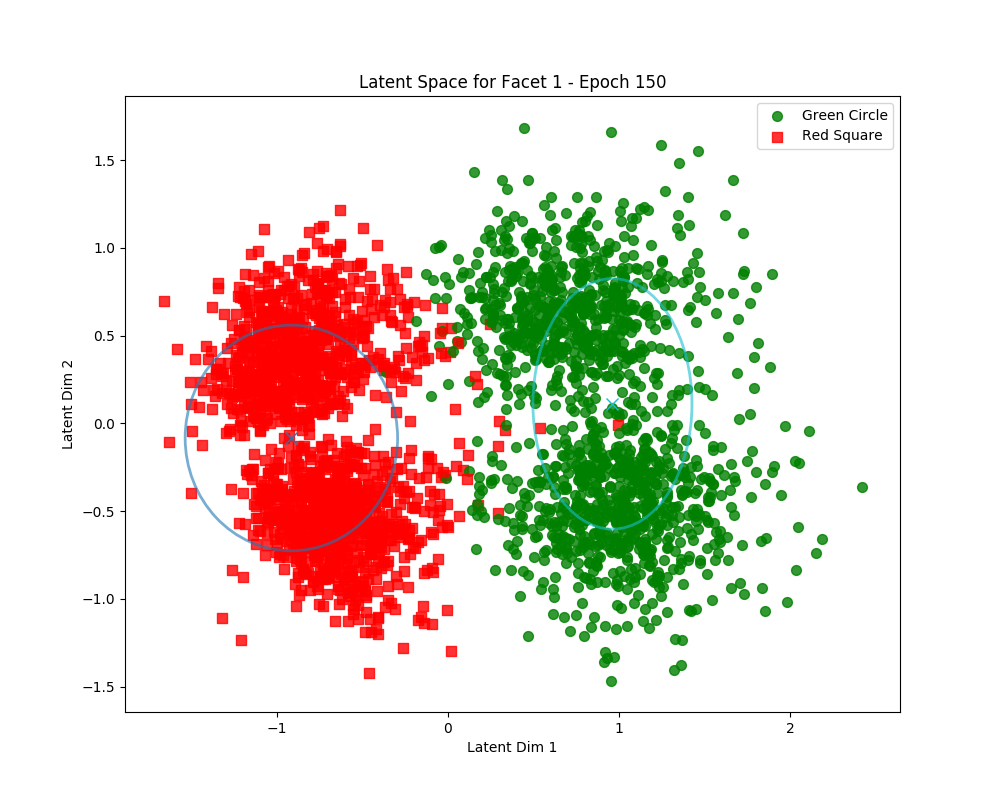 Latent Space for Facet 1 - Epoch 150
Green Circle
Red Square
1.5
1.0
0.5
0.0
−0.5
−1.0
−1.5
Latent Dim 2
−1
0
1
2
Latent Dim 1